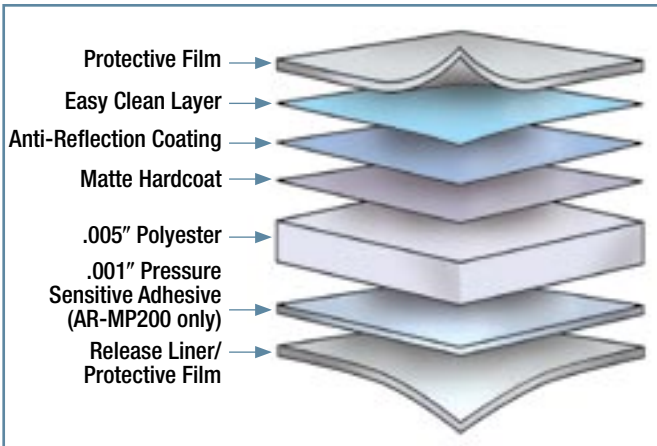 Protective Film
Easy Clean Layer
Anti-Reflection Coating
Matte Hardcoat
.005″ Polyester
.001″ Pressure
Sensitive Adhesive
(AR-MP200 only)
Release Liner/
Protective Film